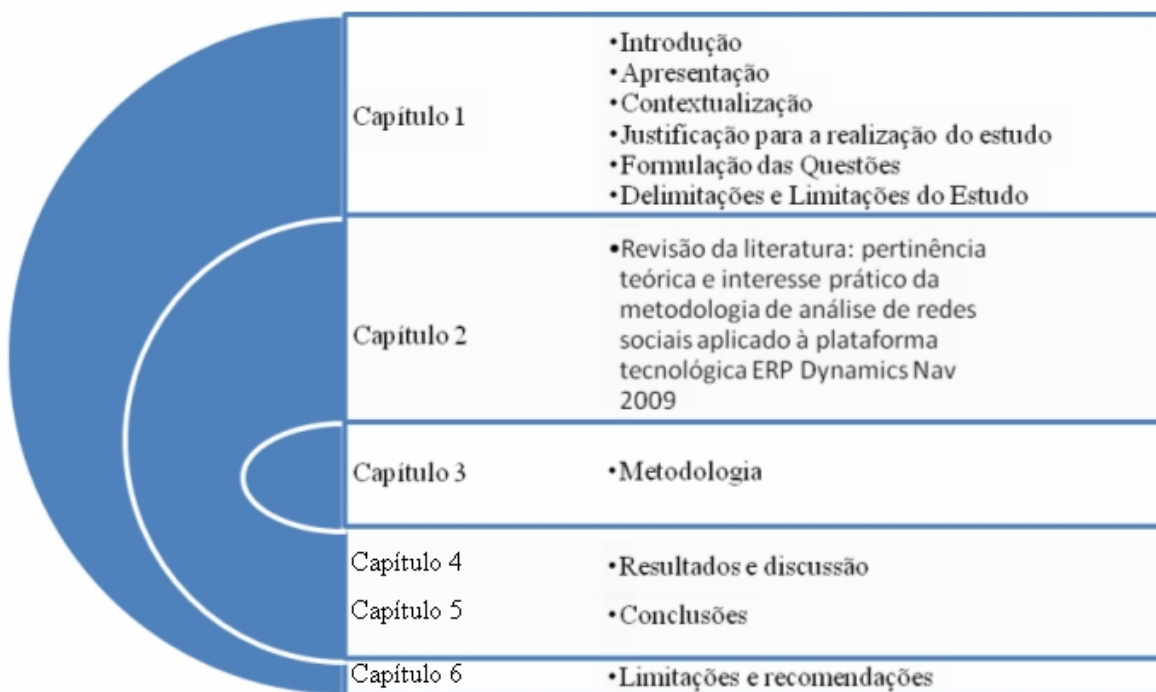 Capítulo 1
•Introdução
•Apresentação
•Contextualização
•Justificação para a realização do estudo
•Formulação das Questões
•Delimitações e Limitações do Estudo
Capítulo 2
•Revisão da literatura: pertinência
teórica e interesse prático da
metodologia de análise de redes
sociais aplicado à plataforma
tecnológica ERP Dynamics Nav
2009
Capítulo 3
•Metodologia
Capítulo 4
•Resultados e discussão
Capítulo 5
•Conclusões
Capítulo 6
•Limitações e recomendações